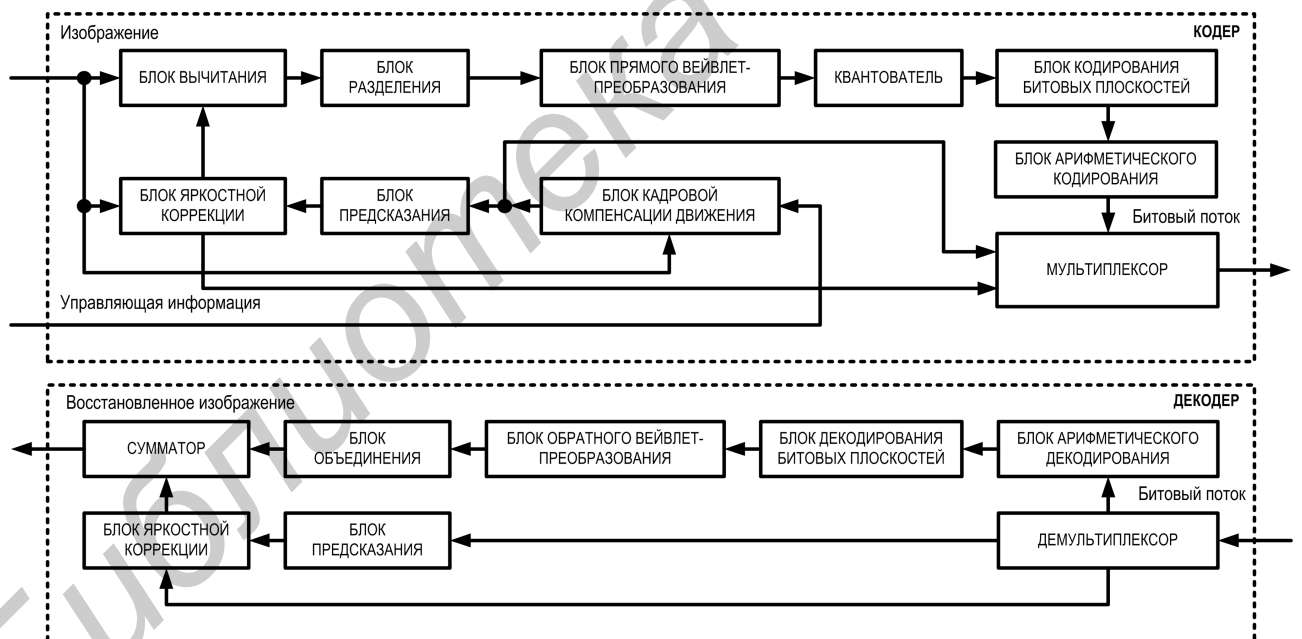 Изображение
КОДЕР
БЛОК ВЫЧИТАНИЯ
БЛОК
РАЗДЕЛЕНИЯ
БЛОК ПРЯМОГО ВЕЙВЛЕТ-
ПРЕОБРАЗОВАНИЯ
КВАНТОВАТЕЛЬ
БЛОК КОДИРОВАНИЯ
БИТОВЫХ ПЛОСКОСТЕЙ
БЛОК АРИФМЕТИЧЕСКОГО
КОДИРОВАНИЯ
БЛОК ЯРКОСТНОЙ
КОРРЕКЦИИ
БЛОК
ПРЕДСКАЗАНИЯ
БЛОК КАДРОВОЙ
КОМПЕНСАЦИИ ДВИЖЕНИЯ
Битовый поток
МУЛЬТИПЛЕКСОР
Управляющая информация
Восстановленное изображение
ДЕКОДЕР
СУММАТОР
БЛОК
ОБЪЕДИНЕНИЯ
БЛОК ОБРАТНОГО ВЕЙВЛЕТ-
ПРЕОБРАЗОВАНИЯ
БЛОК ДЕКОДИРОВАНИЯ
БИТОВЫХ ПЛОСКОСТЕЙ
БЛОК АРИФМЕТИЧЕСКОГО
ДЕКОДИРОВАНИЯ
Битовый поток
БЛОК ЯРКОСТНОЙ
КОРРЕКЦИИ
БЛОК
ПРЕДСКАЗАНИЯ
ДЕМУЛЬТИПЛЕКСОР
Библиотека